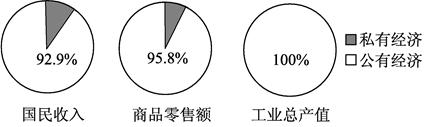 92.9%
95.8%
100%
私有经济
公有经济
国民收入
商品零售额
工业总产值